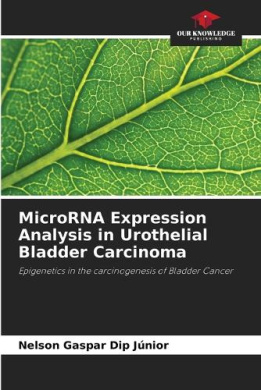 OUR KNOWLEDGE
PUBLISHING
MicroRNA Expression
Analysis in Urothelial
Bladder Carcinoma
Epigenetics in the carcinogenesis of Bladder Cancer
Nelson Gaspar Dip Júnior